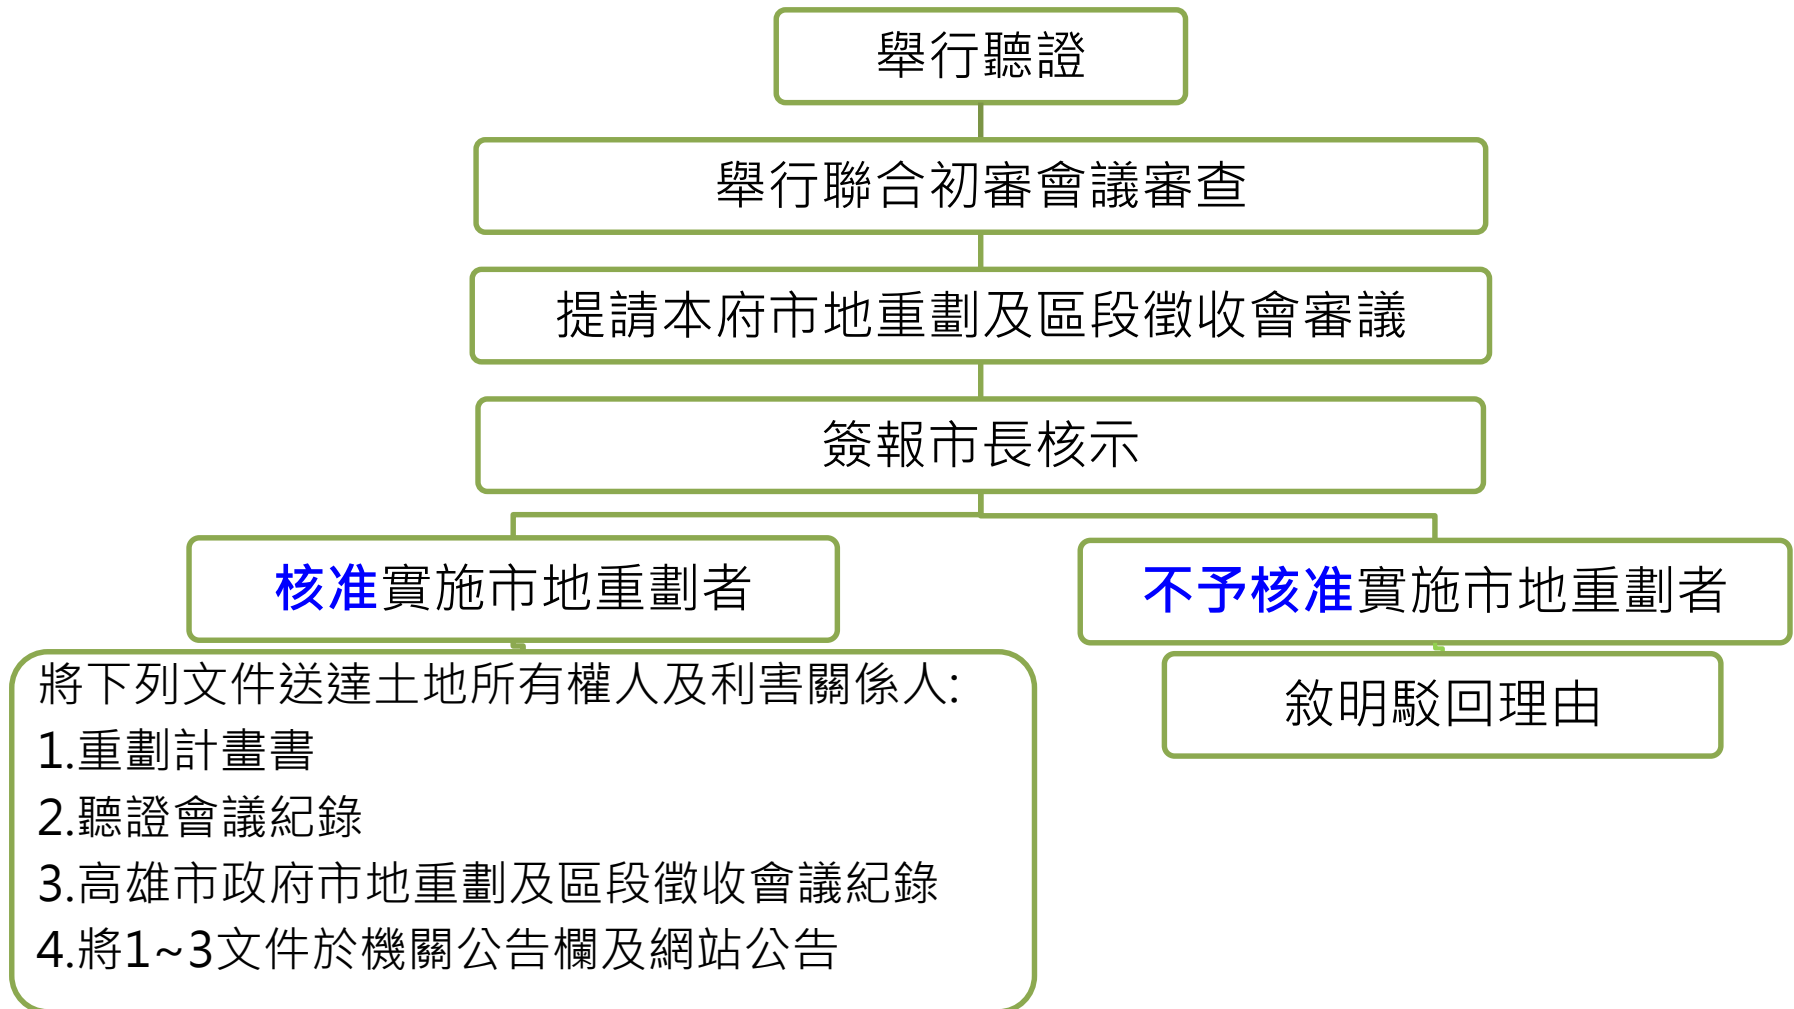 舉行聽證
舉行聯合初審會議審查
提請本府市地重劃及區段徵收會審議
簽報市長核示
核准實施市地重劃者
不予核准實施市地重劃者
將下列文件送達土地所有權人及利害關係人:
1.重劃計畫書
2.聽證會議紀錄
3.高雄市政府市地重劃及區段徵收會議紀錄
4.將1~3文件於機關公告欄及網站公告
敘明駁回理由